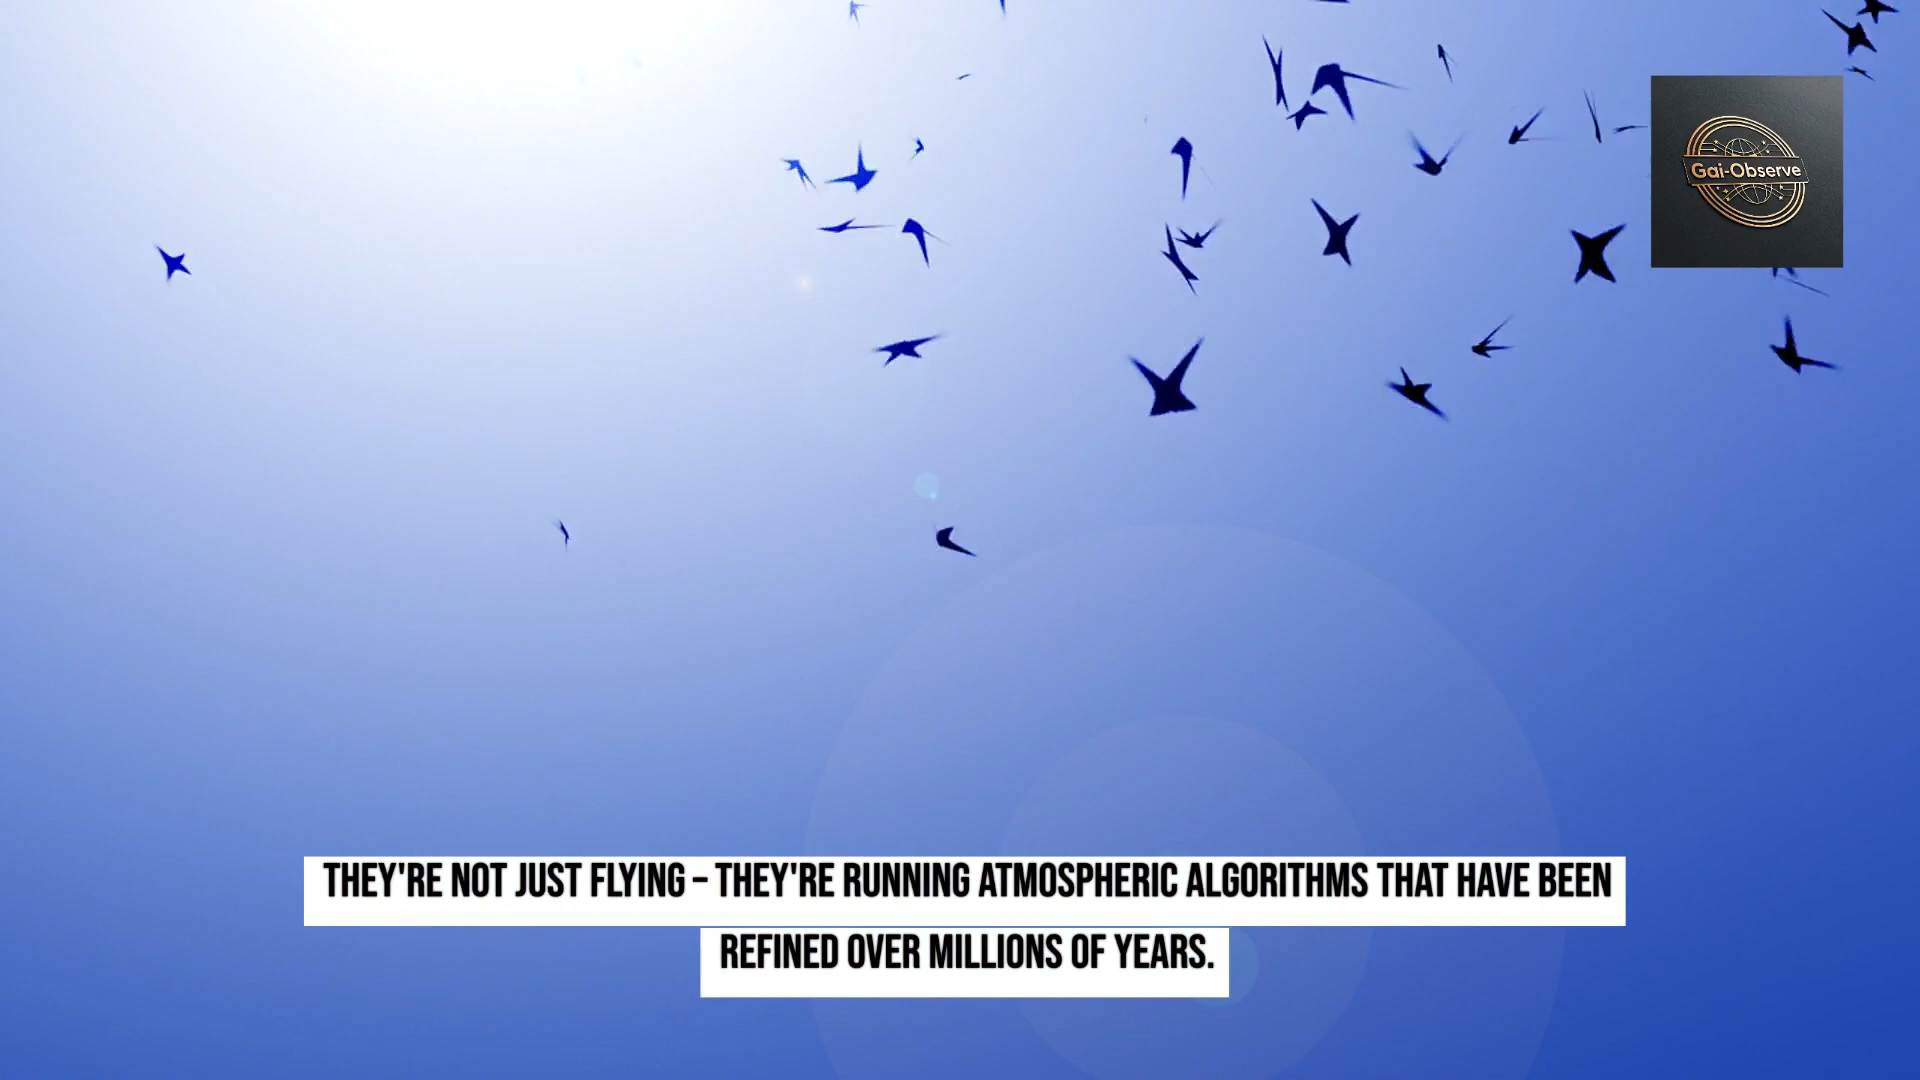 Gai-Observe
THEY'RE NOT JUST FLYING – THEY'RE RUNNING ATMOSPHERIC ALGORITHMS THAT HAVE BEEN
REFINED OVER MILLIONS OF YEARS.